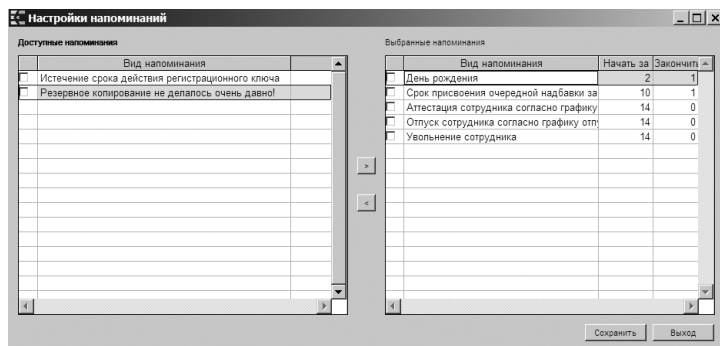 Настройки напоминаний
Доступные напоминания
Вид напоминания
Истечение срока действия регистрационного ключа
Резервное копирование не делалось очень давно!
>
<
Выбранные напоминания
Вид напоминания Начать за Закончить
День рождения 2 1
Срок присвоения очередной надбавки за 10 1
Аттестация сотрудника согласно графику 14 0
Отпуск сотрудника согласно графику отп 14 0
Увольнение сотрудника 14 0
Сохранить Выход